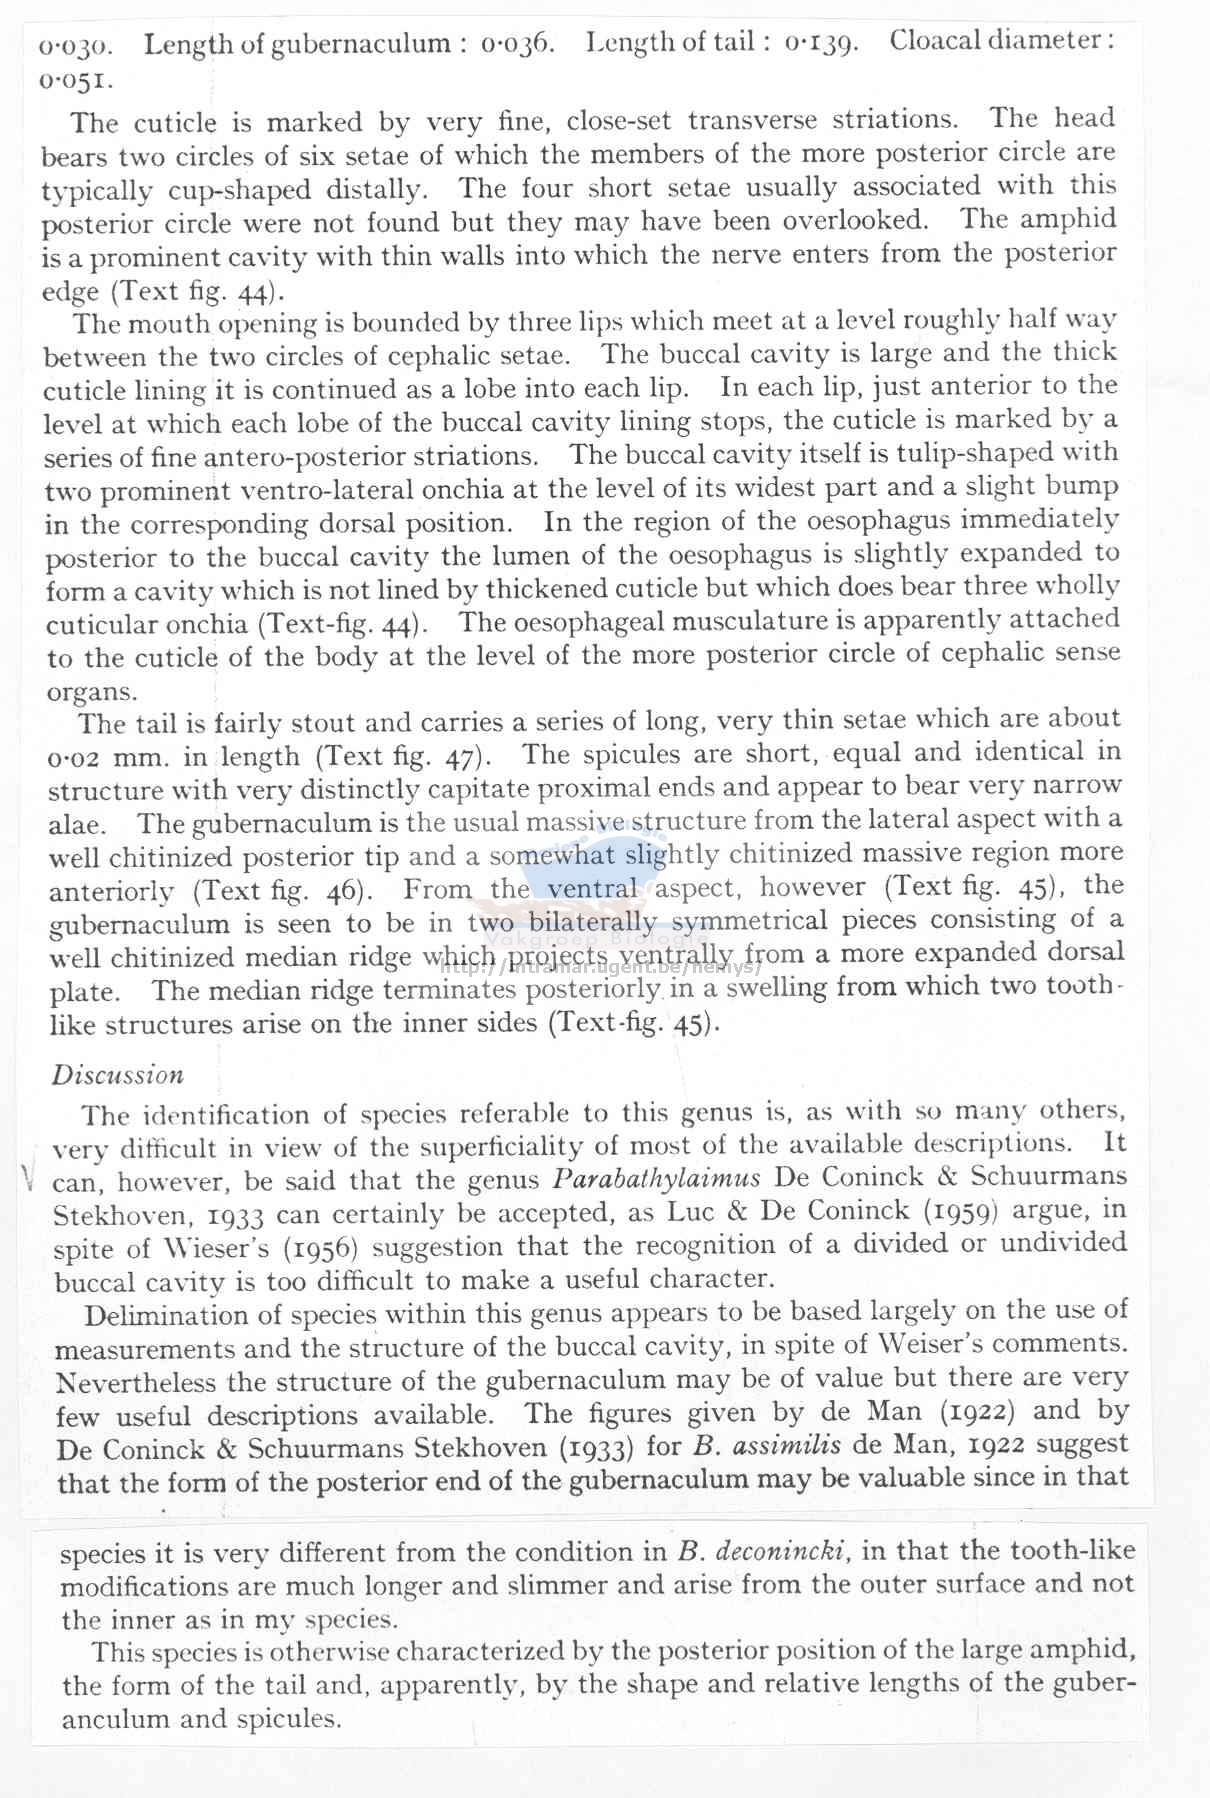 0·030. Length of gubernaculum : 0·036. Length of tail : 0·139. Cloacal diameter :
0·051.
The cuticle is marked by very fine, close-set transverse striations. The head
bears two circles of six setae of which the members of the more posterior circle are
typically cup-shaped distally. The four short setae usually associated with this
posterior circle were not found but they may have been overlooked. The amphid
is a prominent cavity with thin walls into which the nerve enters from the posterior
edge (Text fig. 44).
The mouth opening is bounded by three lips which meet at a level roughly half way
between the two circles of cephalic setae. The buccal cavity is large and the thick
cuticle lining it is continued as a lobe into each lip. In each lip, just anterior to the
level at which each lobe of the buccal cavity lining stops, the cuticle is marked by a
series of fine antero-posterior striations. The buccal cavity itself is tulip-shaped with
two prominent ventro-lateral onchia at the level of its widest part and a slight bump
in the corresponding dorsal position. In the region of the oesophagus immediately
posterior to the buccal cavity the lumen of the oesophagus is slightly expanded to
form a cavity which is not lined by thickened cuticle but which does bear three wholly
cuticular onchia (Text-fig. 44). The oesophageal musculature is apparently attached
to the cuticle of the body at the level of the more posterior circle of cephalic sense
organs.
The tail is fairly stout and carries a series of long, very thin setae which are about
0·02 mm. in length (Text fig. 47). The spicules are short, equal and identical in
structure with very distinctly capitate proximal ends and appear to bear very narrow
alae. The gubernaculum is the usual massive structure from the lateral aspect with a
well chitinized posterior tip and a somewhat slightly chitinized massive region more
anteriorly (Text fig. 46). From the ventral aspect, however (Text fig. 45), the
gubernaculum is seen to be in two bilaterally symmetrical pieces consisting of a
Vakgroep Biologie
well chitinized median ridge which projects ventrally from a more expanded dorsal
http://intramar.ugent.be/nemys/
plate. The median ridge terminates posteriorly in a swelling from which two tooth-
like structures arise on the inner sides (Text-fig. 45).
Discussion
The identification of species referable to this genus is, as with so many others,
very difficult in view of the superficiality of most of the available descriptions. It
can, however, be said that the genus Parabathylaimus De Coninck & Schuurmans
Stekhoven, 1933 can certainly be accepted, as Luc & De Coninck (1959) argue, in
spite of Wieser's (1956) suggestion that the recognition of a divided or undivided
buccal cavity is too difficult to make a useful character.
Delimination of species within this genus appears to be based largely on the use of
measurements and the structure of the buccal cavity, in spite of Weiser's comments.
Nevertheless the structure of the gubernaculum may be of value but there are very
few useful descriptions available. The figures given by de Man (1922) and by
De Coninck & Schuurmans Stekhoven (1933) for B. assimilis de Man, 1922 suggest
that the form of the posterior end of the gubernaculum may be valuable since in that
species it is very different from the condition in B. deconincki, in that the tooth-like
modifications are much longer and slimmer and arise from the outer surface and not
the inner as in my species.
This species is otherwise characterized by the posterior position of the large amphid,
the form of the tail and, apparently, by the shape and relative lengths of the guber-
anculum and spicules.